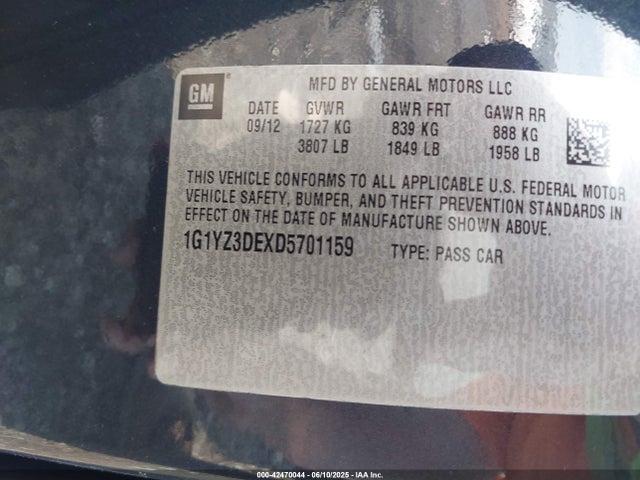 GM
MFD BY GENERAL MOTORS LLC
DATE GVWR GAWR FRT GAWR RR
09/12 1727 KG 839 KG 888 KG
3807 LB 1849 LB 1958 LB
THIS VEHICLE CONFORMS TO ALL APPLICABLE U.S. FEDERAL MOTOR
VEHICLE SAFETY, BUMPER, AND THEFT PREVENTION STANDARDS IN
EFFECT ON THE DATE OF MANUFACTURE SHOWN ABOVE.
1G1YZ3DEXD5701159 TYPE: PASS CAR
00-42470044 - 06/10/2025 - IAA Inc.